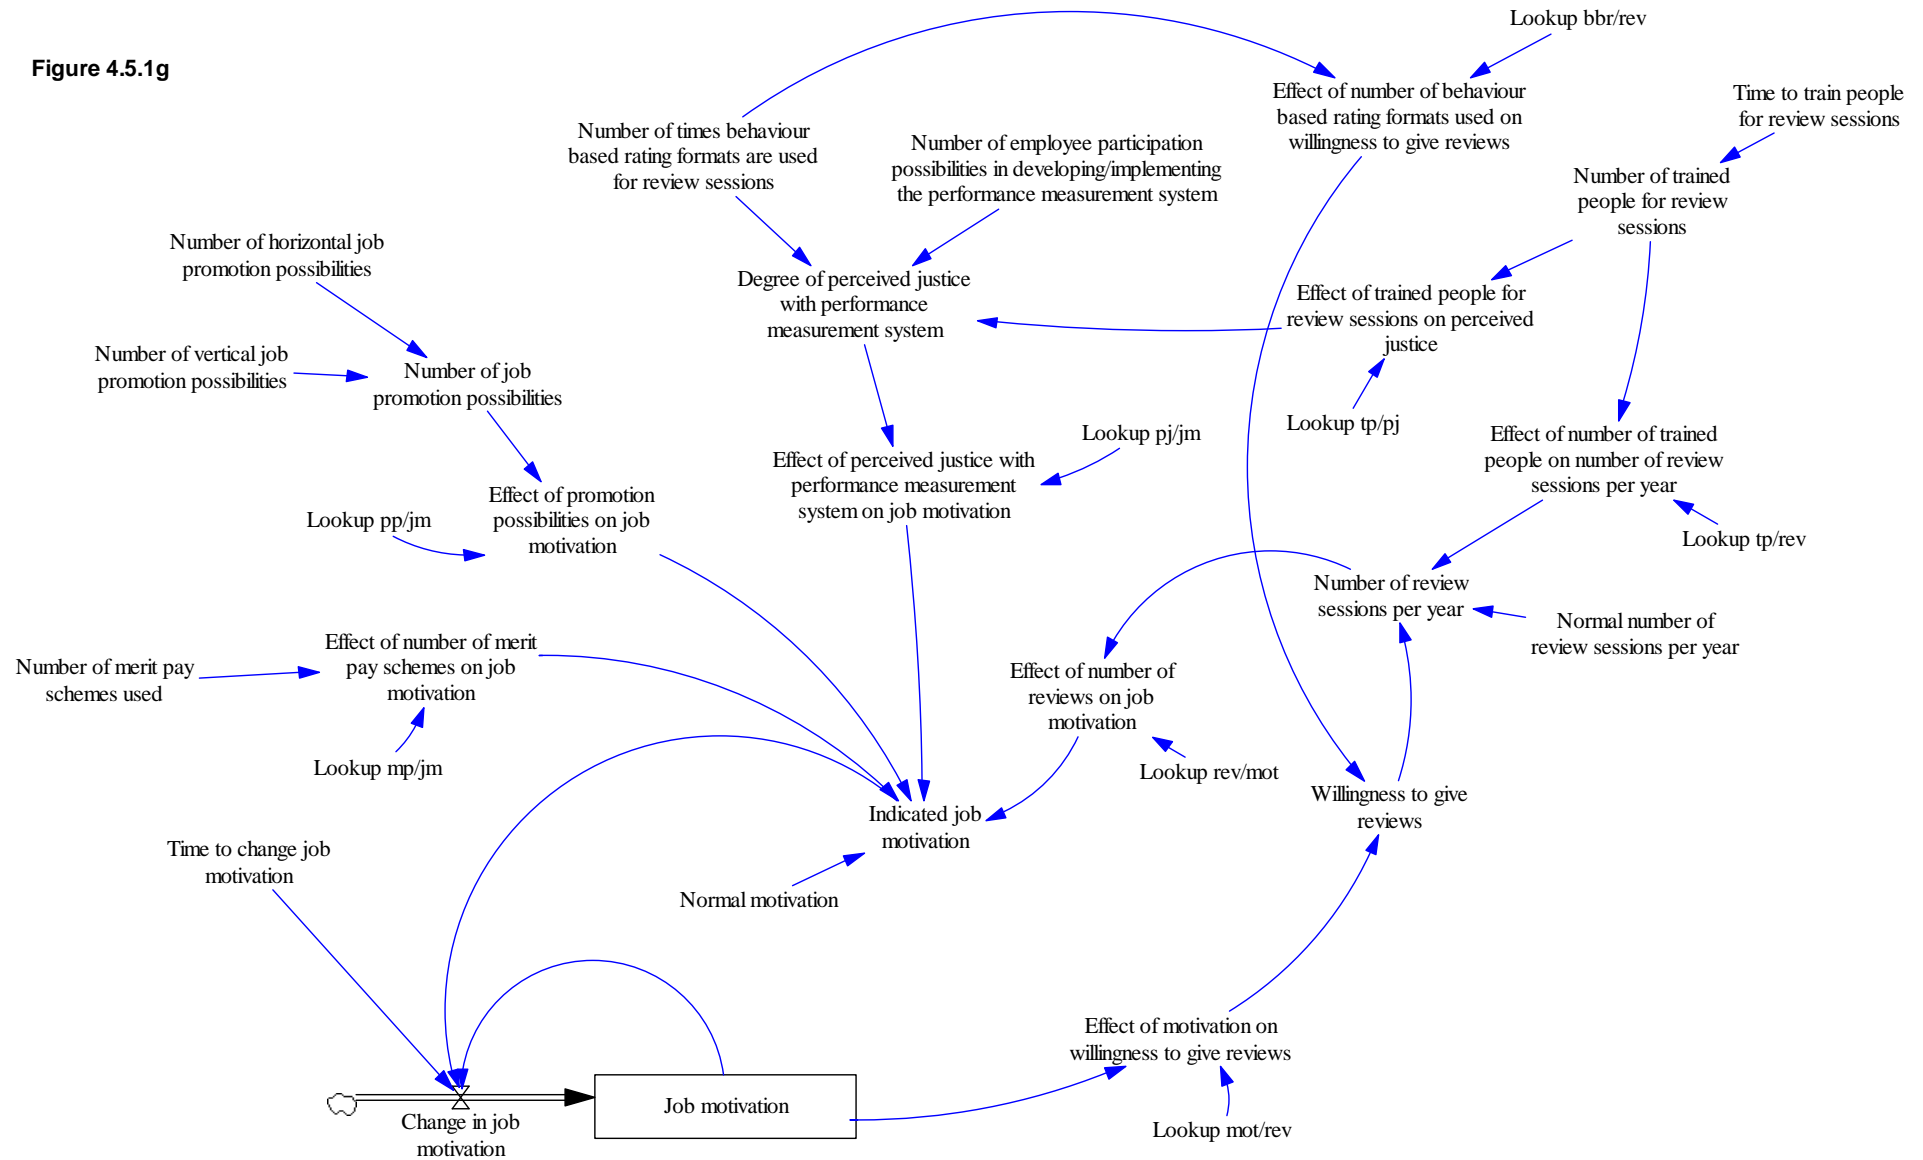 Figure 4.5.1g
Lookup bbr/rev
Effect of number of behaviour
based rating formats used on
willingness to give reviews
Time to train people
for review sessions
Number of times behaviour
based rating formats are used
for review sessions
Number of employee participation
possibilities in developing/implementing
the performance measurement system
Number of trained
people for review
sessions
Number of horizontal job
promotion possibilities
Degree of perceived justice
with performance
measurement system
Effect of trained people for
review sessions on perceived
justice
Number of vertical job
promotion possibilities
Number of job
promotion possibilities
Lookup tp/pj
Lookup pj/jm
Effect of number of trained
people on number of review
sessions per year
Effect of perceived justice with
performance measurement
system on job motivation
Effect of promotion
possibilities on job
motivation
Lookup pp/jm
Lookup tp/rev
Number of review
sessions per year
Normal number of
review sessions per year
Effect of number of merit
pay schemes on job
motivation
Number of merit pay
schemes used
Effect of number of
reviews on job
motivation
Lookup mp/jm
Lookup rev/mot
Willingness to give
reviews
Indicated job
motivation
Time to change job
motivation
Normal motivation
Effect of motivation on
willingness to give reviews
Job motivation
Change in job
motivation
Lookup mot/rev